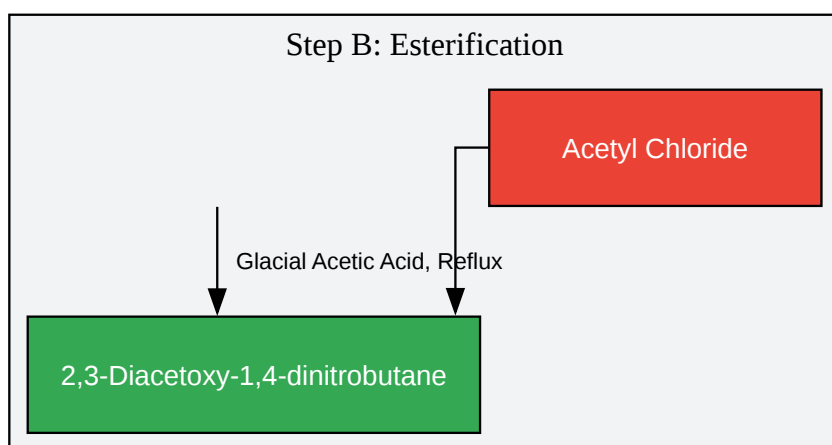 Step B: Esterification
Acetyl Chloride
Glacial Acetic Acid, Reflux
2,3-Diacetoxy-1,4-dinitrobutane